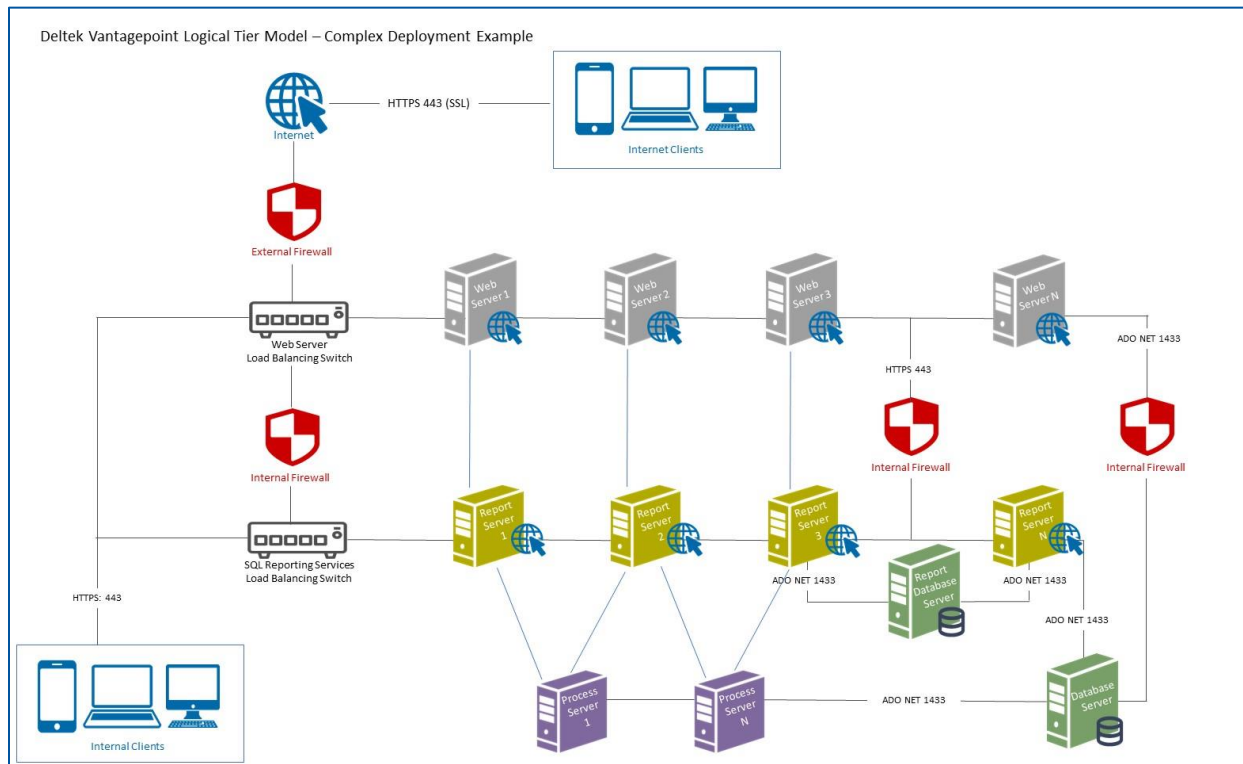 Deltek Vantagepoint Logical Tier Model – Complex Deployment Example
HTTPS 443 (SSL)
Internet
Internet Clients
External Firewall
Web
Server 1
Web
Server 2
Web
Server 3
Web
Server N
Web Server
Load Balancing Switch
HTTPS 443
ADO NET 1433
Internal Firewall
Internal Firewall
Internal Firewall
Report
Server
1
Report
Server
2
Report
Server
3
Report
Server
N
SQL Reporting Services
Load Balancing Switch
ADO NET 1433
Report
Database
Server
ADO NET 1433
HTTPS: 443
ADO NET 1433
Process
Server
1
Process
Server
N
ADO NET 1433
Database
Server
Internal Clients